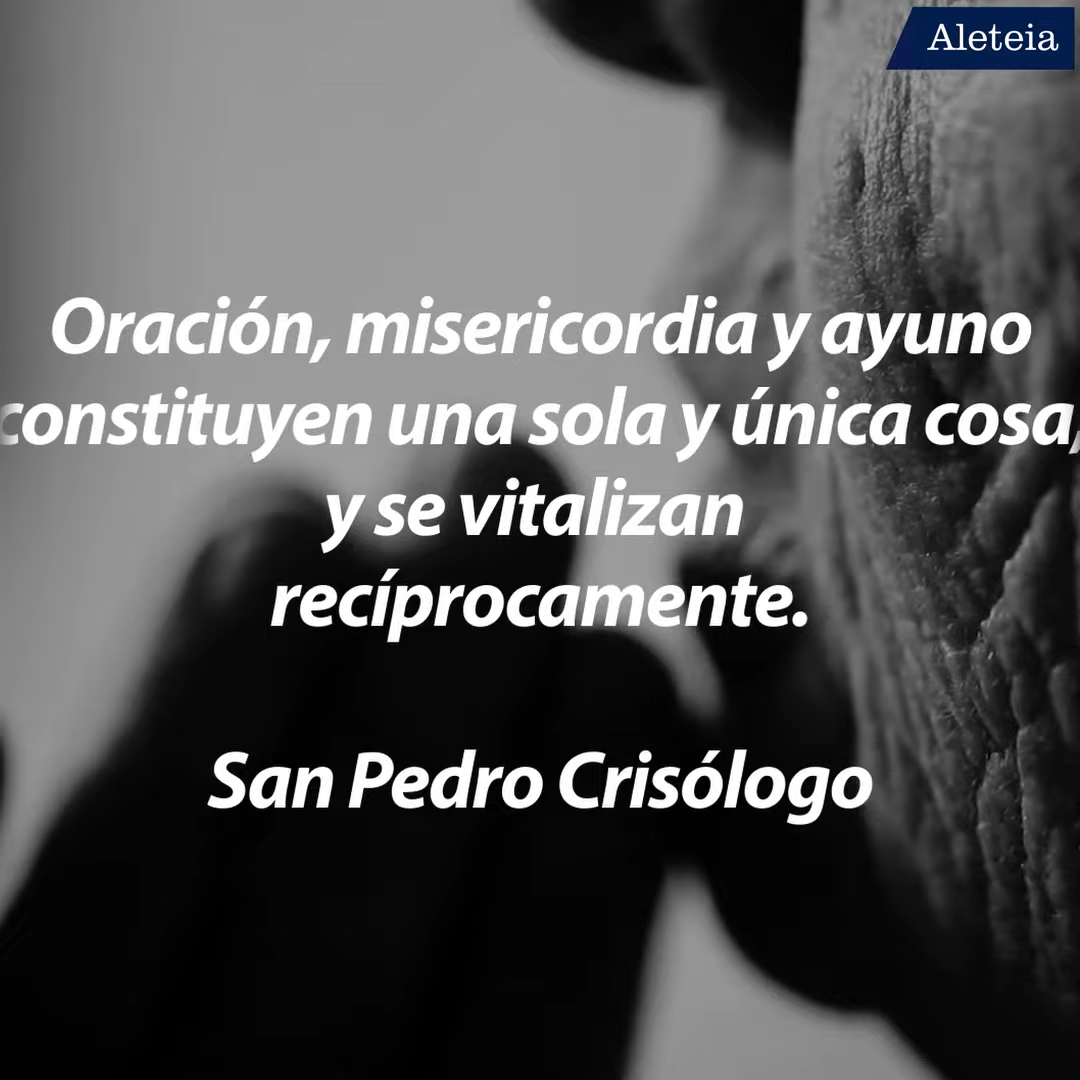 Aleteia
Oración, misericordia y ayuno
constituyen una sola y única cosa,
y se vitalizan
recíprocamente.
San Pedro Crisólogo